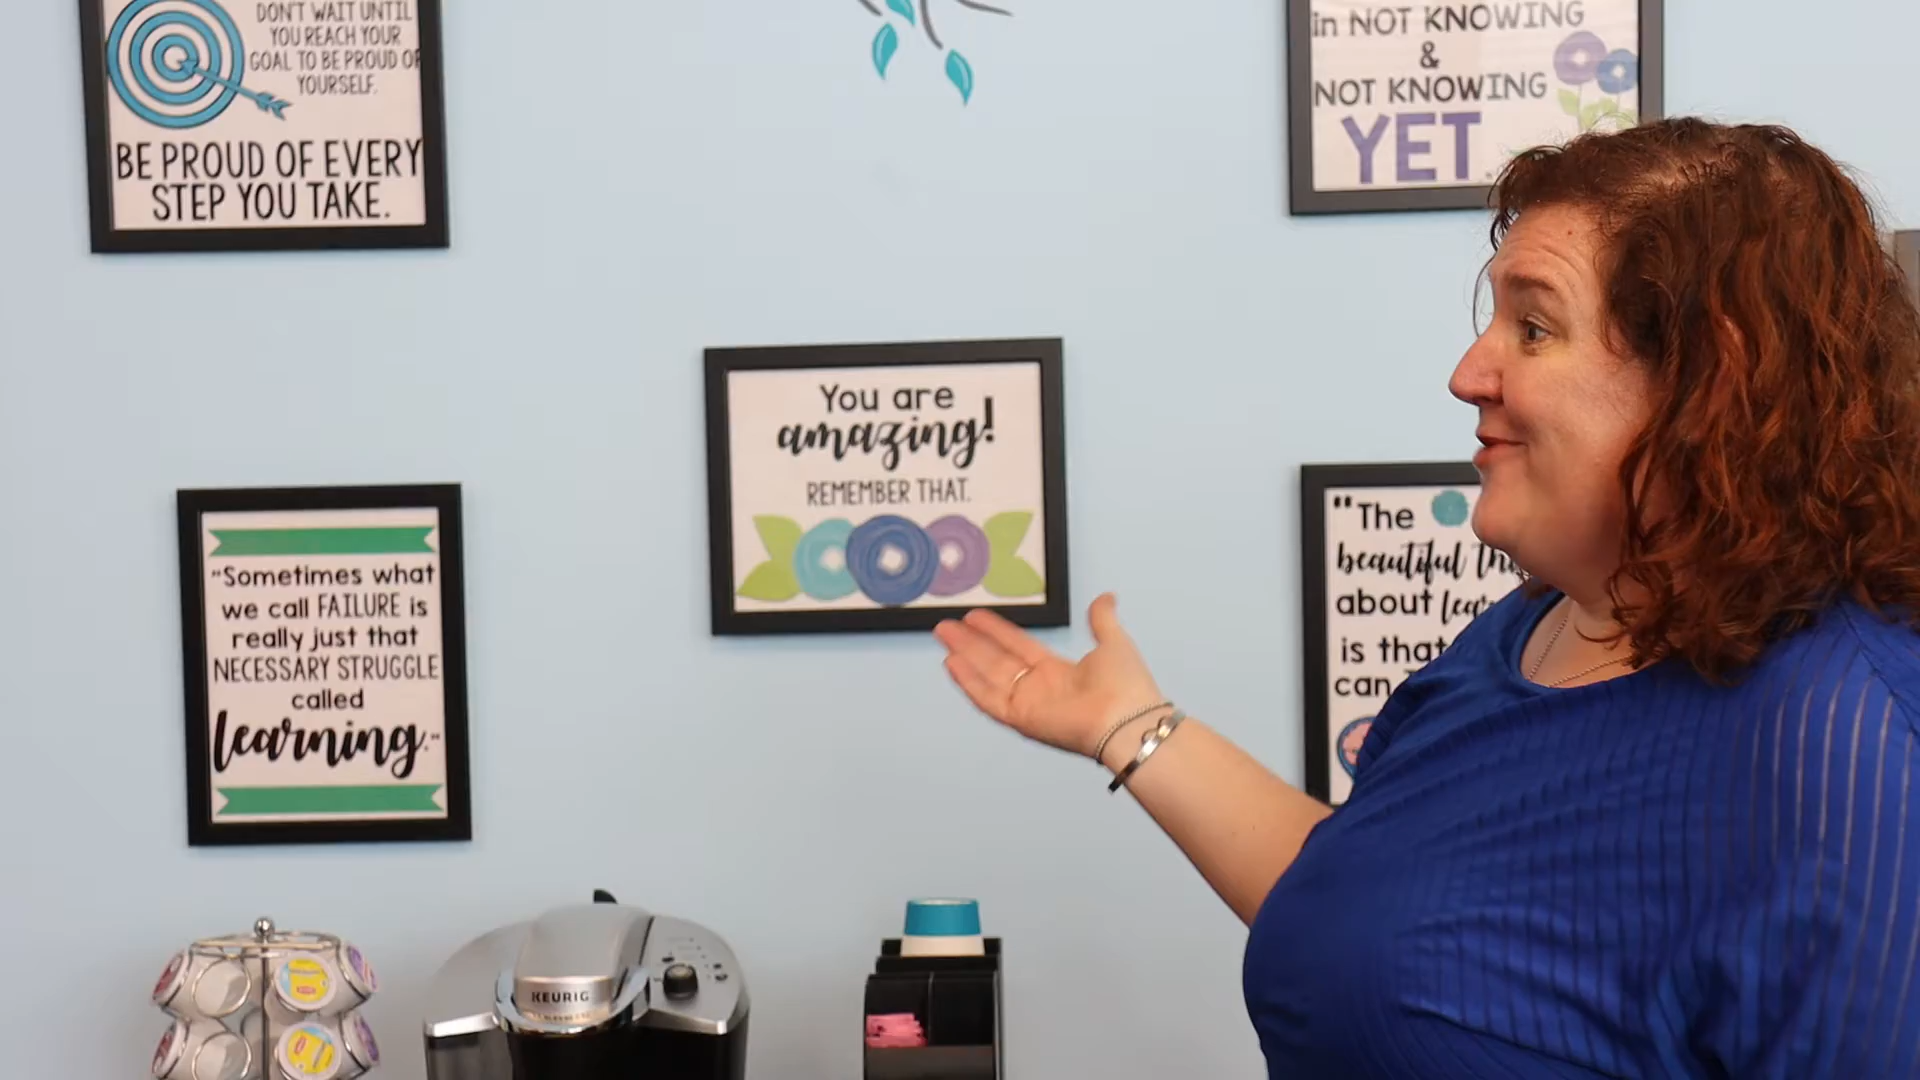 DON'T WAIT UNTIL
YOU REACH YOUR
GOAL TO BE PROUD OF
YOURSELF.
BE PROUD OF EVERY
STEP YOU TAKE.
in NOT KNOWING
&
NOT KNOWING
YET
You are
amazing!
REMEMBER THAT.
"Sometimes what
we call FAILURE is
really just that
NECESSARY STRUGGLE
called
learning."
"The
beautiful
about
is that
can
KEURIG